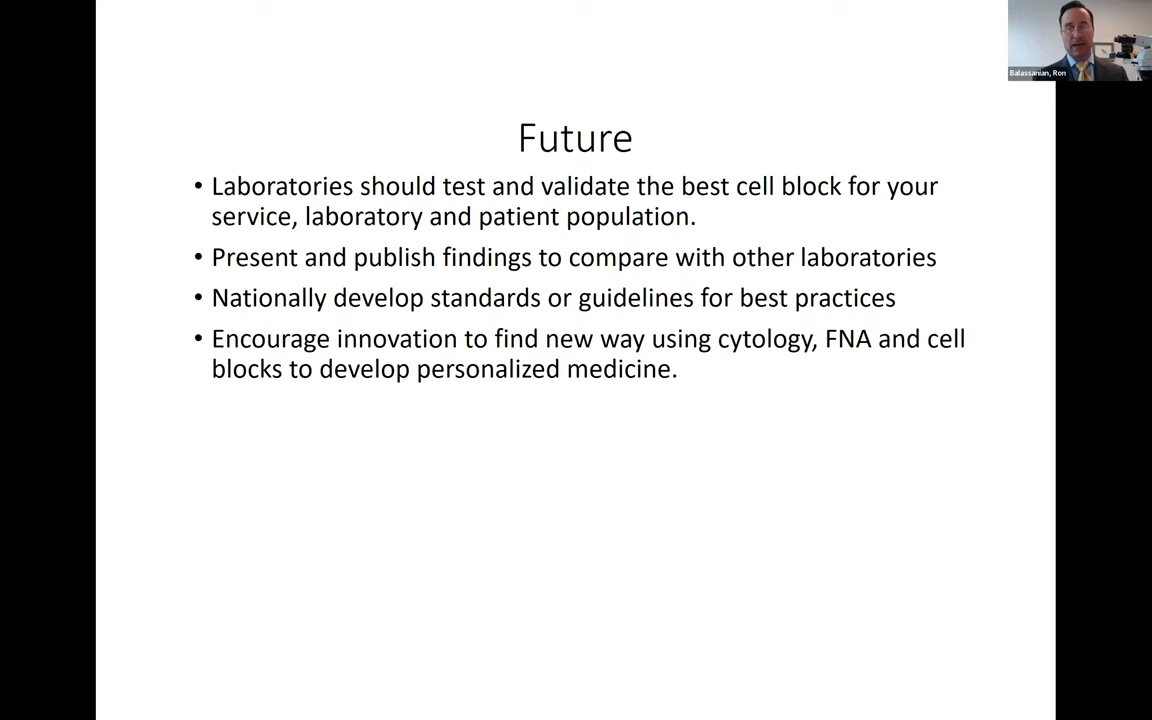 Balassanian, Ron
Future
• Laboratories should test and validate the best cell block for your
service, laboratory and patient population.
• Present and publish findings to compare with other laboratories
• Nationally develop standards or guidelines for best practices
• Encourage innovation to find new way using cytology, FNA and cell
blocks to develop personalized medicine.